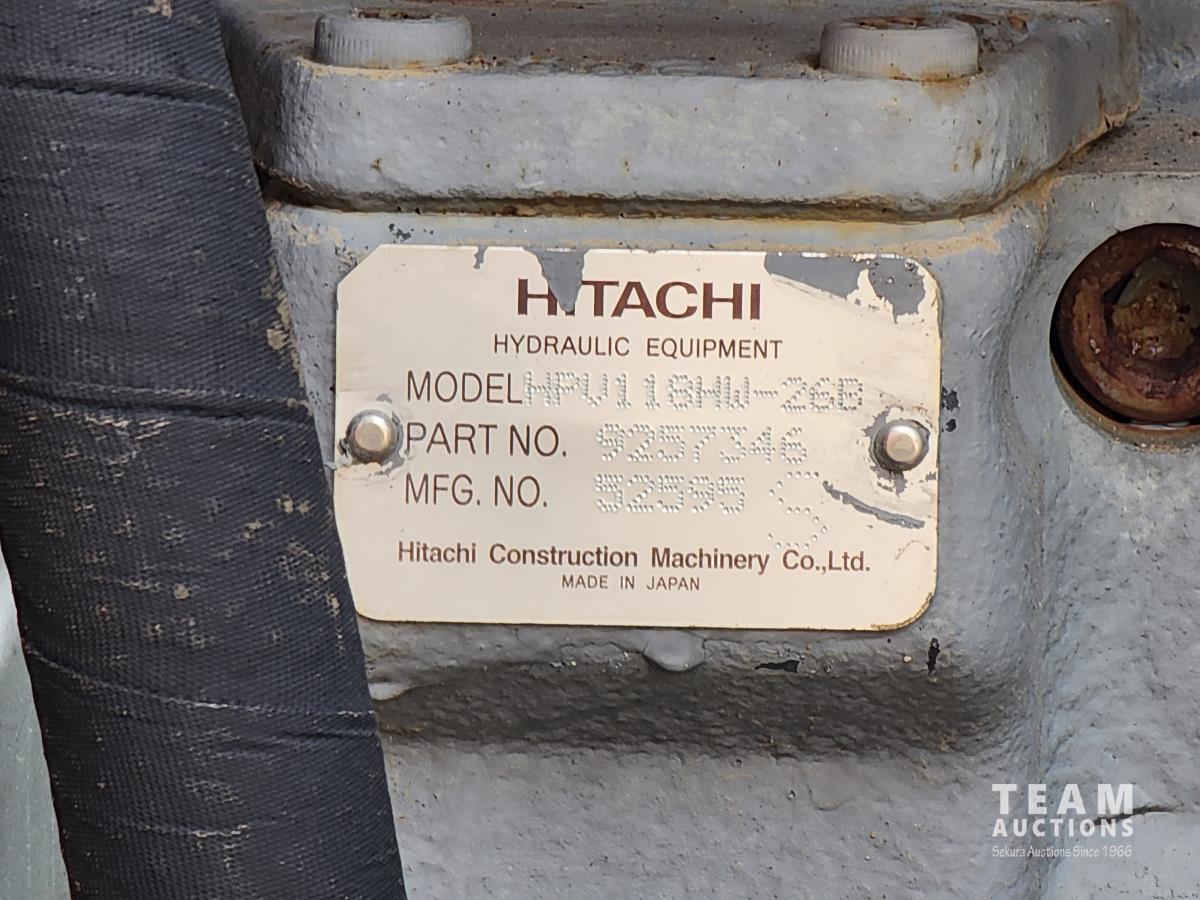 HITACHI
HYDRAULIC EQUIPMENT
MODEL HPV118HW-26B
PART NO. 9257346
MFG. NO. 52595
Hitachi Construction Machinery Co.,Ltd.
MADE IN JAPAN
TEAM
AUCTIONS
Sekura Auctions Since 1966